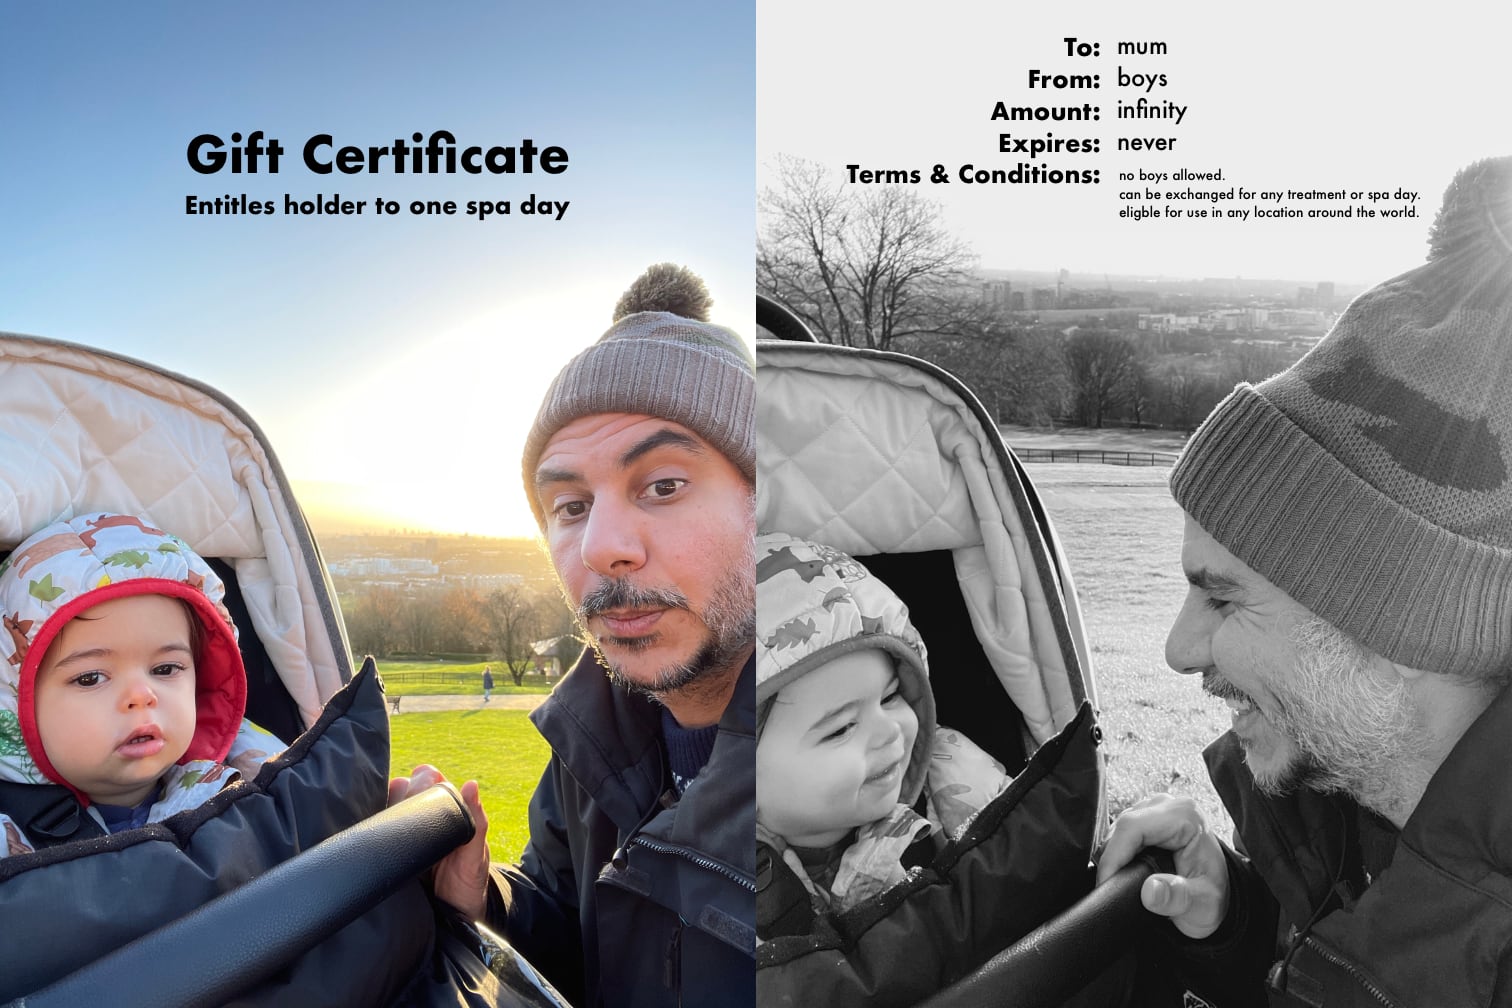 Gift Certificate
Entitles holder to one spa day
To: mum
From: boys
Amount: infinity
Expires: never
Terms & Conditions: no boys allowed.
can be exchanged for any treatment or spa day.
eligble for use in any location around the world.